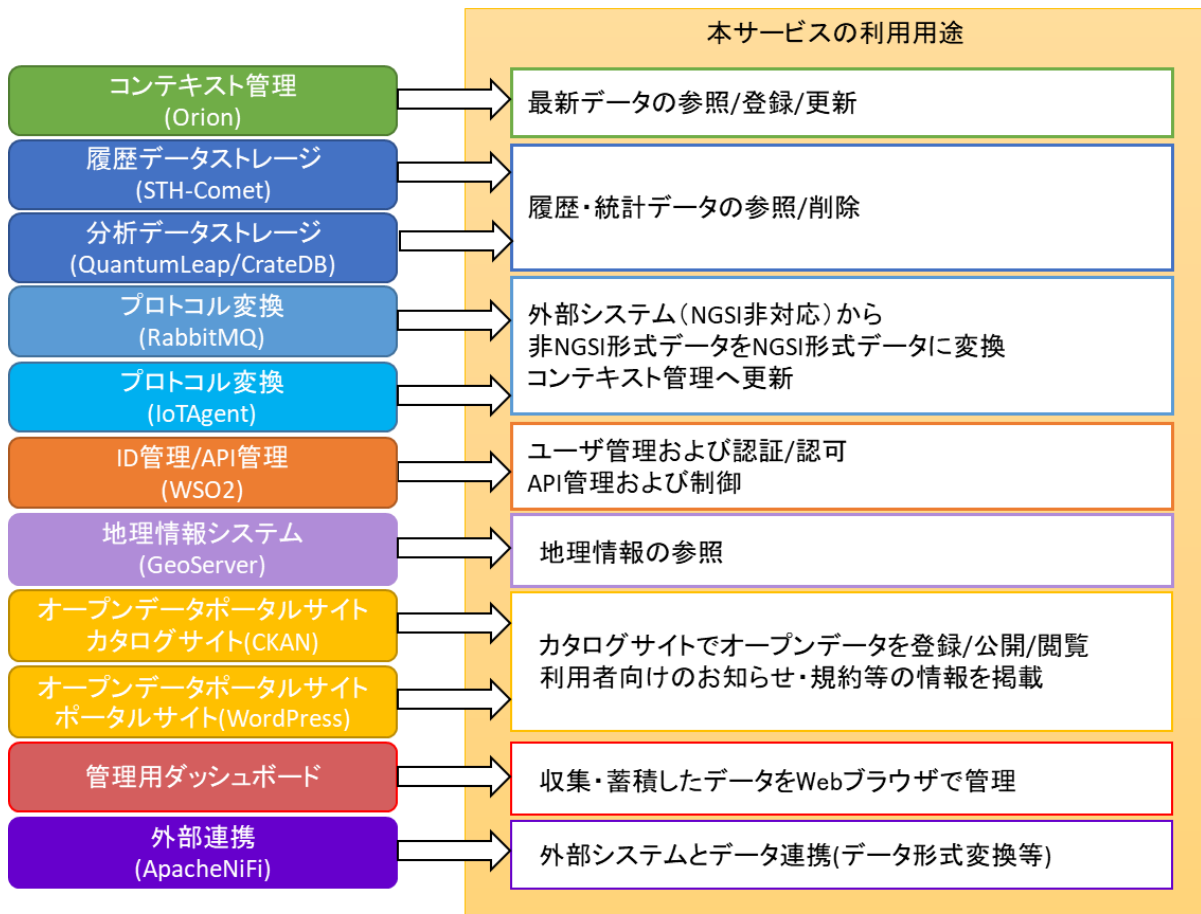 本サービスの利用用途
コンテキスト管理
(Orion)
最新データの参照/登録/更新
履歴データストレージ
(STH-Comet)
分析データストレージ
(QuantumLeap/CrateDB)
履歴・統計データの参照/削除
プロトコル変換
(RabbitMQ)
プロトコル変換
(IoTAgent)
外部システム（NGSI非対応）から
非NGSI形式データをNGSI形式データに変換
コンテキスト管理へ更新
ID管理/API管理
(WSO2)
ユーザ管理および認証/認可
API管理および制御
地理情報システム
(GeoServer)
地理情報の参照
オープンデータポータルサイト
カタログサイト(CKAN)
オープンデータポータルサイト
ポータルサイト(WordPress)
カタログサイトでオープンデータを登録/公開/閲覧
利用者向けのお知らせ・規約等の情報を掲載
管理用ダッシュボード
収集・蓄積したデータをWebブラウザで管理
外部連携
(ApacheNiFi)
外部システムとデータ連携(データ形式変換等)